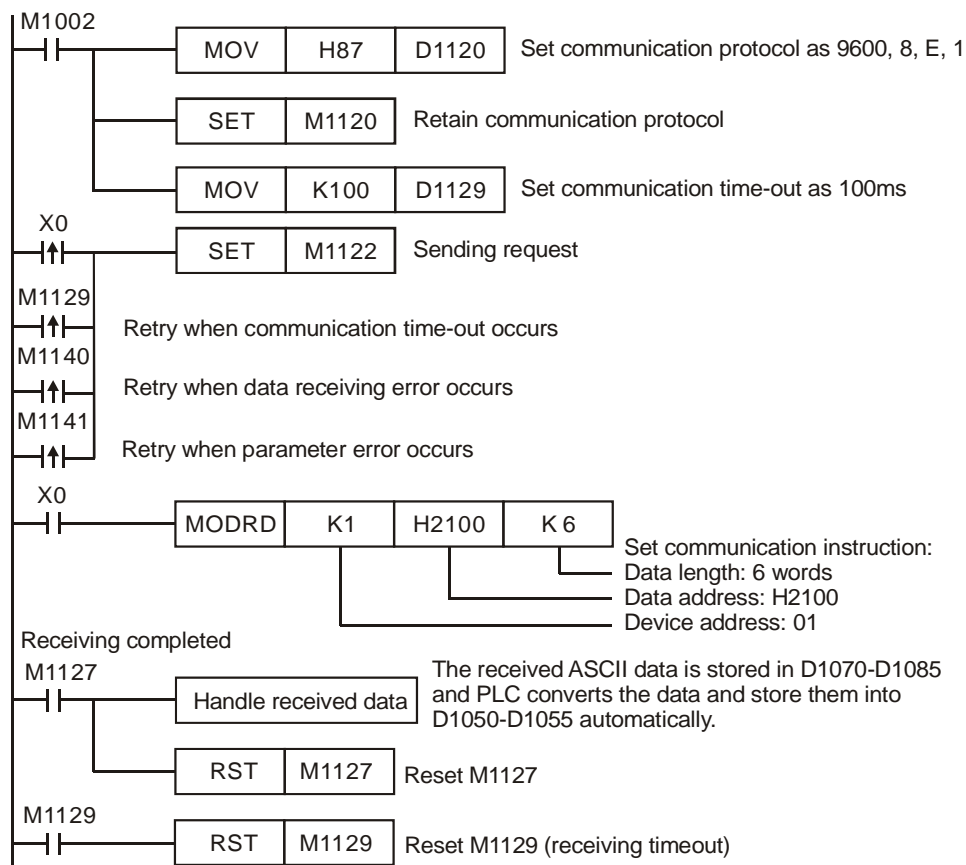 M1002
MOV H87 D1120 Set communication protocol as 9600, 8, E, 1
SET M1120 Retain communication protocol
MOV K100 D1129 Set communication time-out as 100ms
X0
SET M1122 Sending request
M1129
Retry when communication time-out occurs
M1140
Retry when data receiving error occurs
M1141
Retry when parameter error occurs
X0
MODRD K1 H2100 K6
Set communication instruction:
Data length: 6 words
Data address: H2100
Device address: 01
Receiving completed
M1127
Handle received data
The received ASCII data is stored in D1070-D1085
and PLC converts the data and store them into
D1050-D1055 automatically.
RST M1127 Reset M1127
M1129
RST M1129 Reset M1129 (receiving timeout)